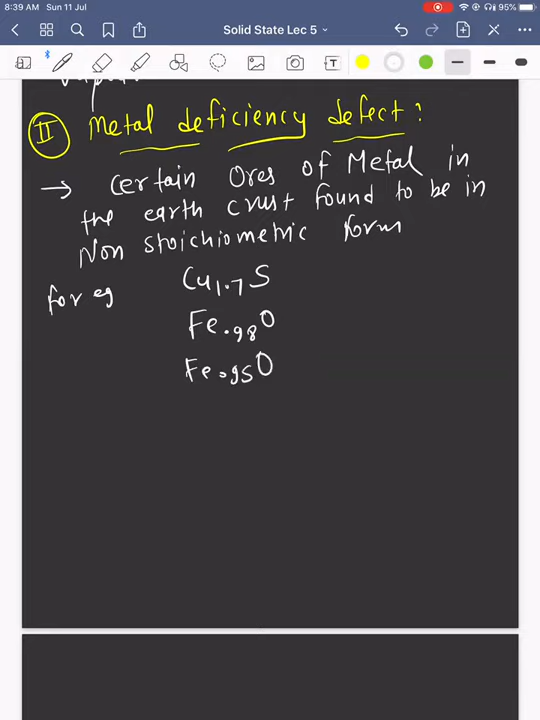 8:39 AM Sun 11 Jul 95%
Solid State Lec 5
II Metal deficiency defect :
→ Certain Ores of Metal in
the earth crust found to be in
Non stoichiometric form
for eg Cu1.7S
Fe.98O
Fe.95O